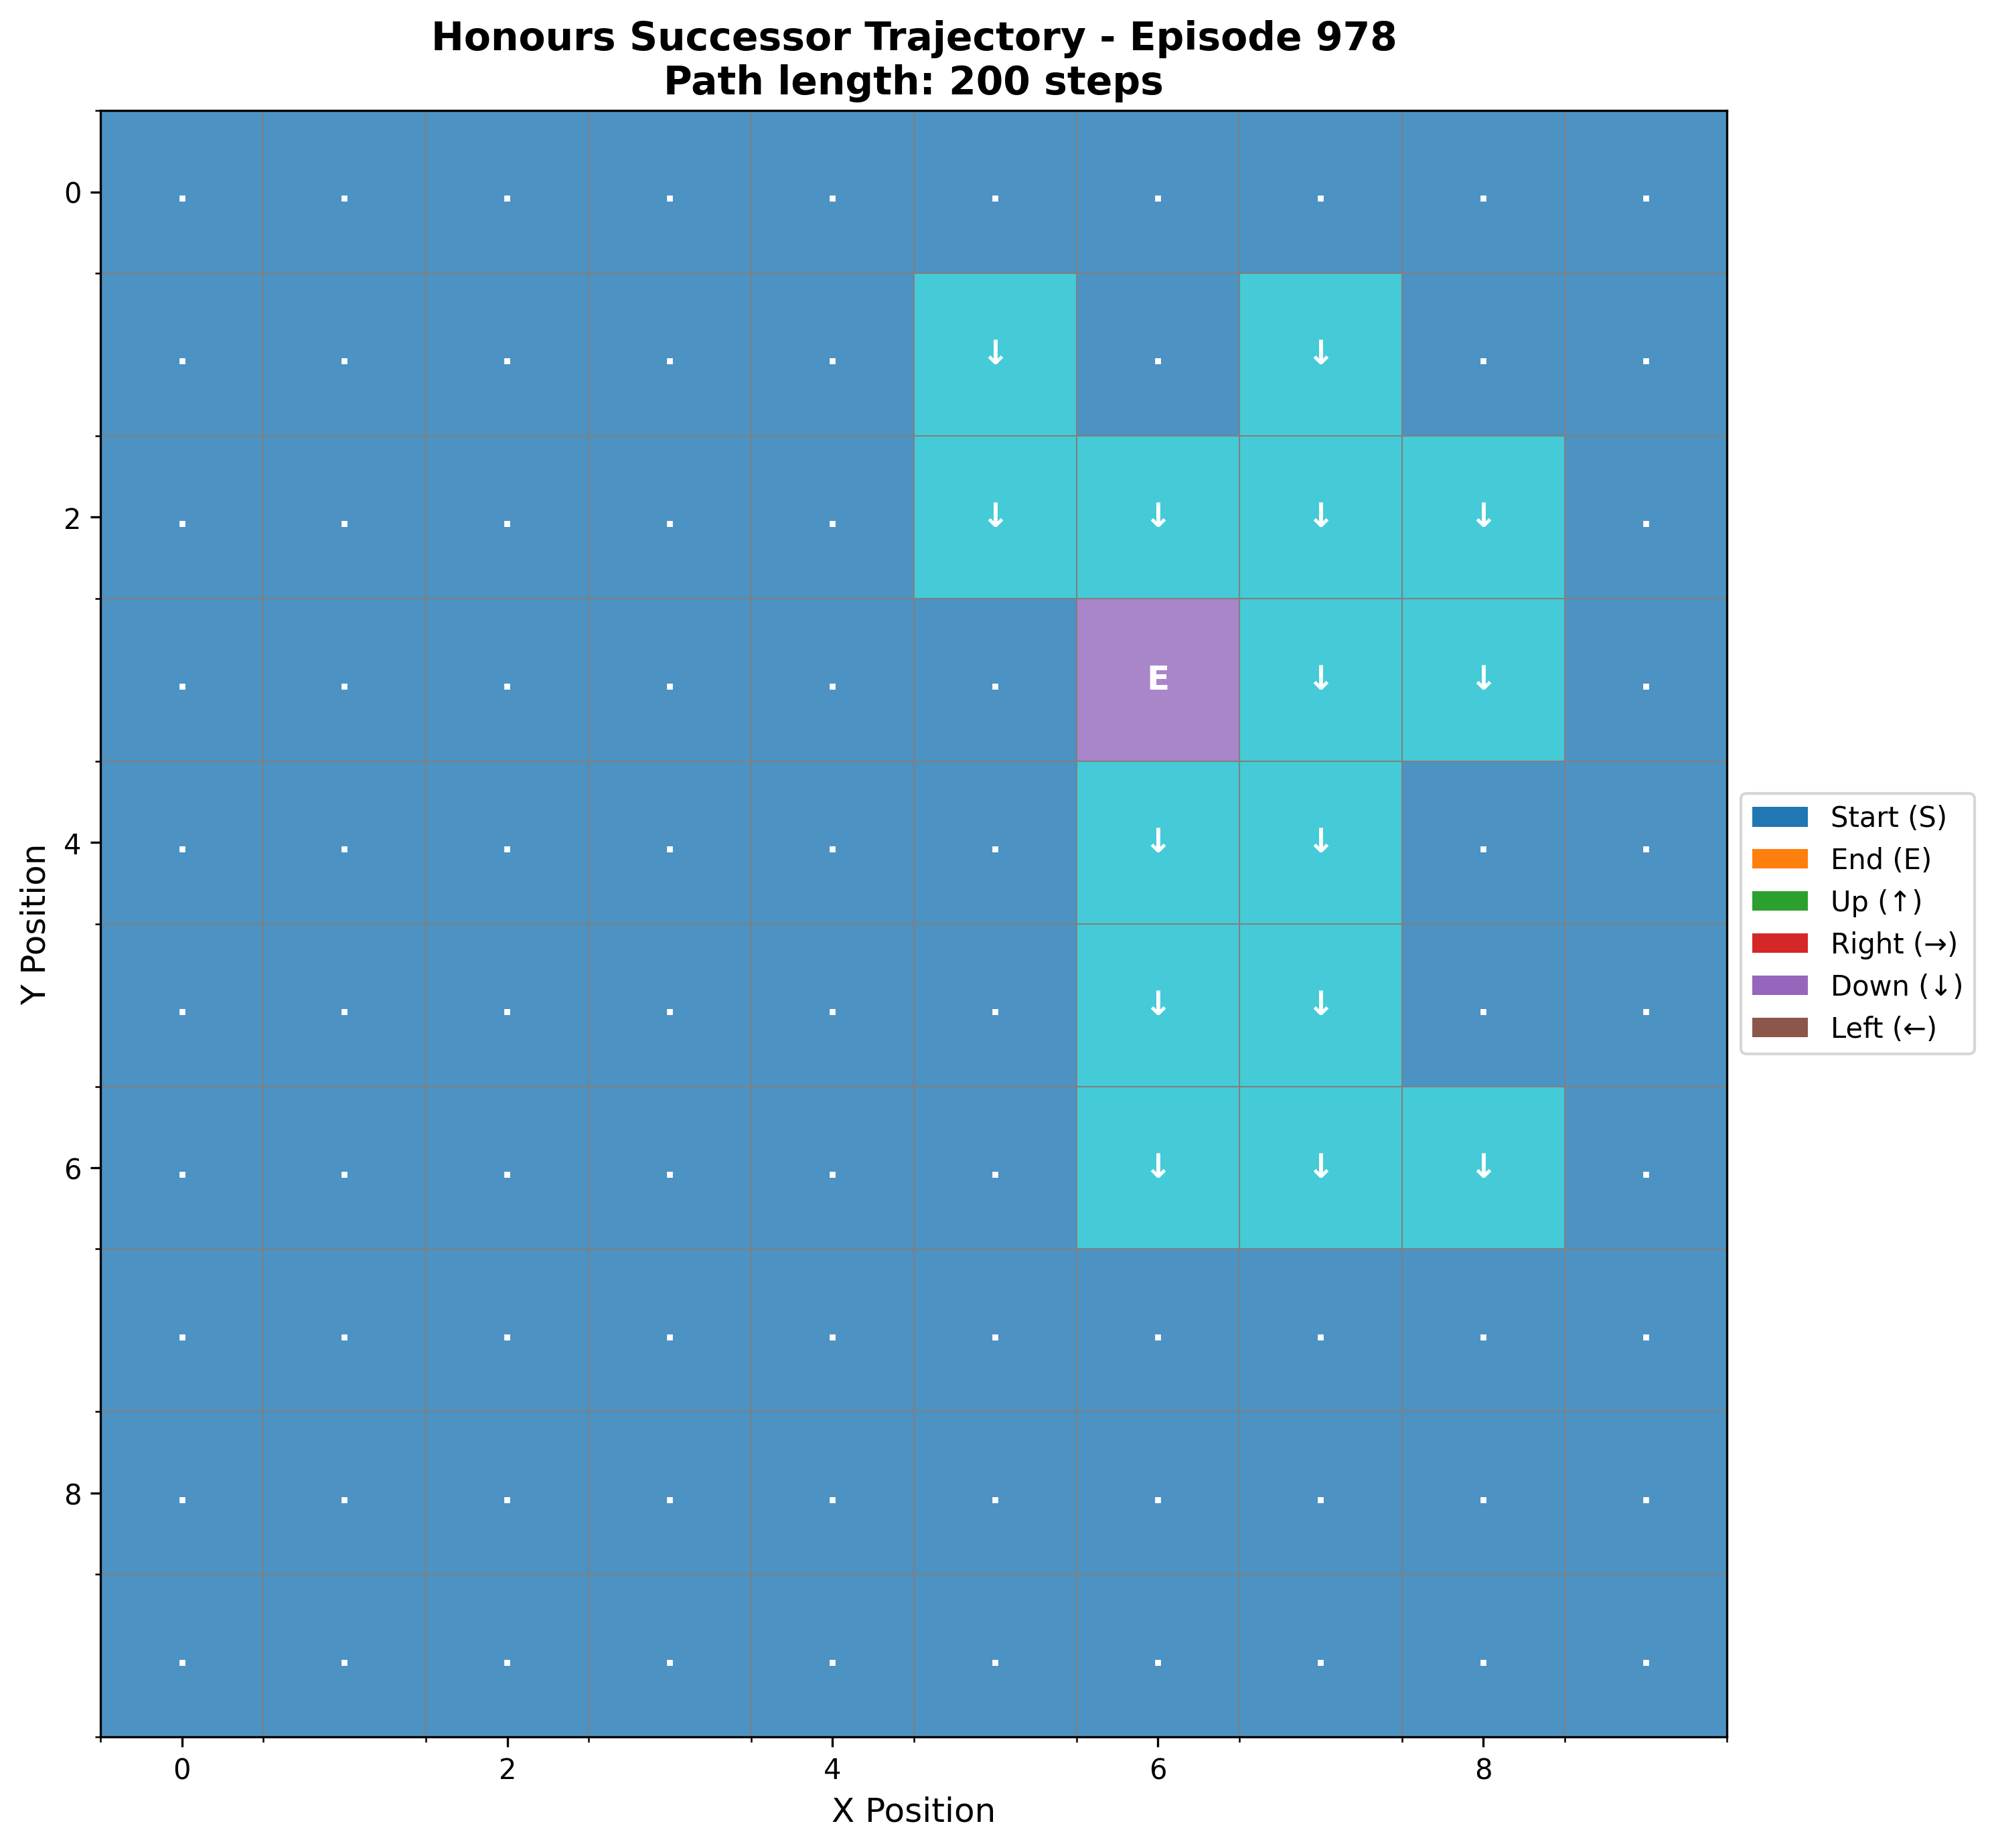 Honours Successor Trajectory - Episode 978
Path length: 200 steps
0 . . . . . . . . . .
. . . . . ↓ . ↓ . .
2 . . . . . ↓ ↓ ↓ ↓ .
. . . . . . E ↓ ↓ .
4 . . . . . . ↓ ↓ . .
. . . . . . ↓ ↓ . .
6 . . . . . . ↓ ↓ ↓ .
. . . . . . . . . .
8 . . . . . . . . . .
. . . . . . . . . .
0 2 4 6 8
X Position
Y Position
Start (S)
End (E)
Up (↑)
Right (→)
Down (↓)
Left (←)